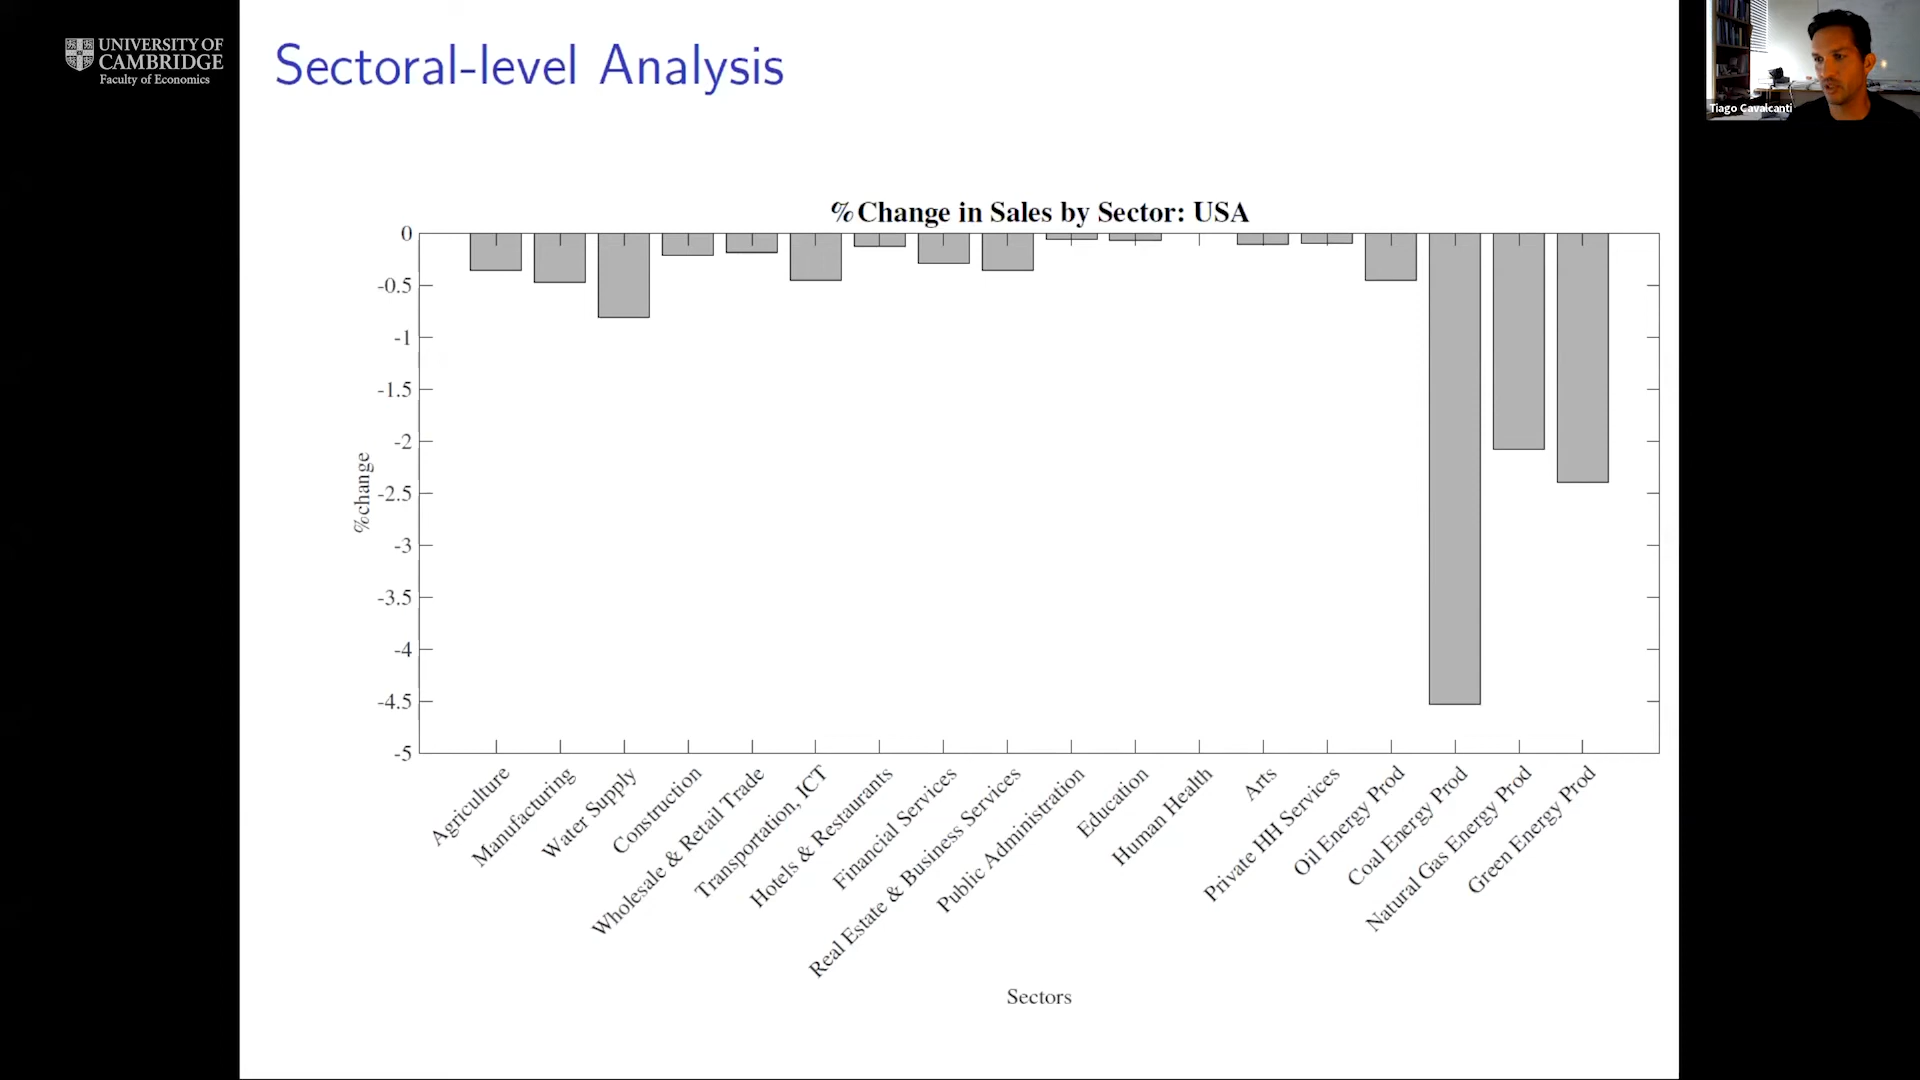 UNIVERSITY OF
CAMBRIDGE
Faculty of Economics
Sectoral-level Analysis
Tiago Cavalcanti
% Change in Sales by Sector: USA
0
-0.5
-1
-1.5
-2
-2.5
-3
-3.5
-4
-4.5
-5
%change
Agriculture
Manufacturing
Water Supply
Construction
Wholesale & Retail Trade
Transportation, ICT
Hotels & Restaurants
Financial Services
Real Estate & Business Services
Public Administration
Education
Human Health
Arts
Private HH Services
Oil Energy Prod
Coal Energy Prod
Natural Gas Energy Prod
Green Energy Prod
Sectors